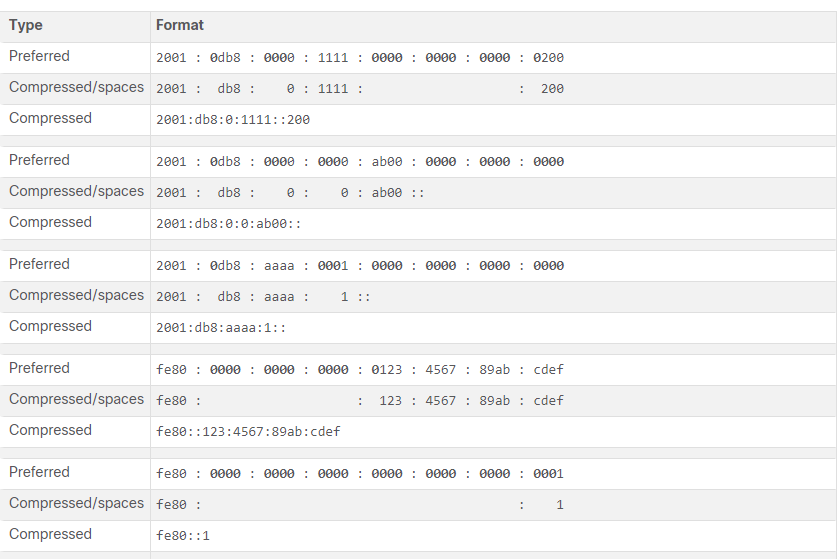 Type Format
Preferred 2001 : 0db8 : 0000 : 1111 : 0000 : 0000 : 0000 : 0200
Compressed/spaces 2001 :  db8 :    0 : 1111 :                    :  200
Compressed 2001:db8:0:1111::200
Preferred 2001 : 0db8 : 0000 : 0000 : ab00 : 0000 : 0000 : 0000
Compressed/spaces 2001 :  db8 :    0 :    0 : ab00 ::
Compressed 2001:db8:0:0:ab00::
Preferred 2001 : 0db8 : aaaa : 0001 : 0000 : 0000 : 0000 : 0000
Compressed/spaces 2001 :  db8 : aaaa :    1 ::
Compressed 2001:db8:aaaa:1::
Preferred fe80 : 0000 : 0000 : 0000 : 0123 : 4567 : 89ab : cdef
Compressed/spaces fe80 :                    :  123 : 4567 : 89ab : cdef
Compressed fe80::123:4567:89ab:cdef
Preferred fe80 : 0000 : 0000 : 0000 : 0000 : 0000 : 0000 : 0001
Compressed/spaces fe80 :                                         :    1
Compressed fe80::1